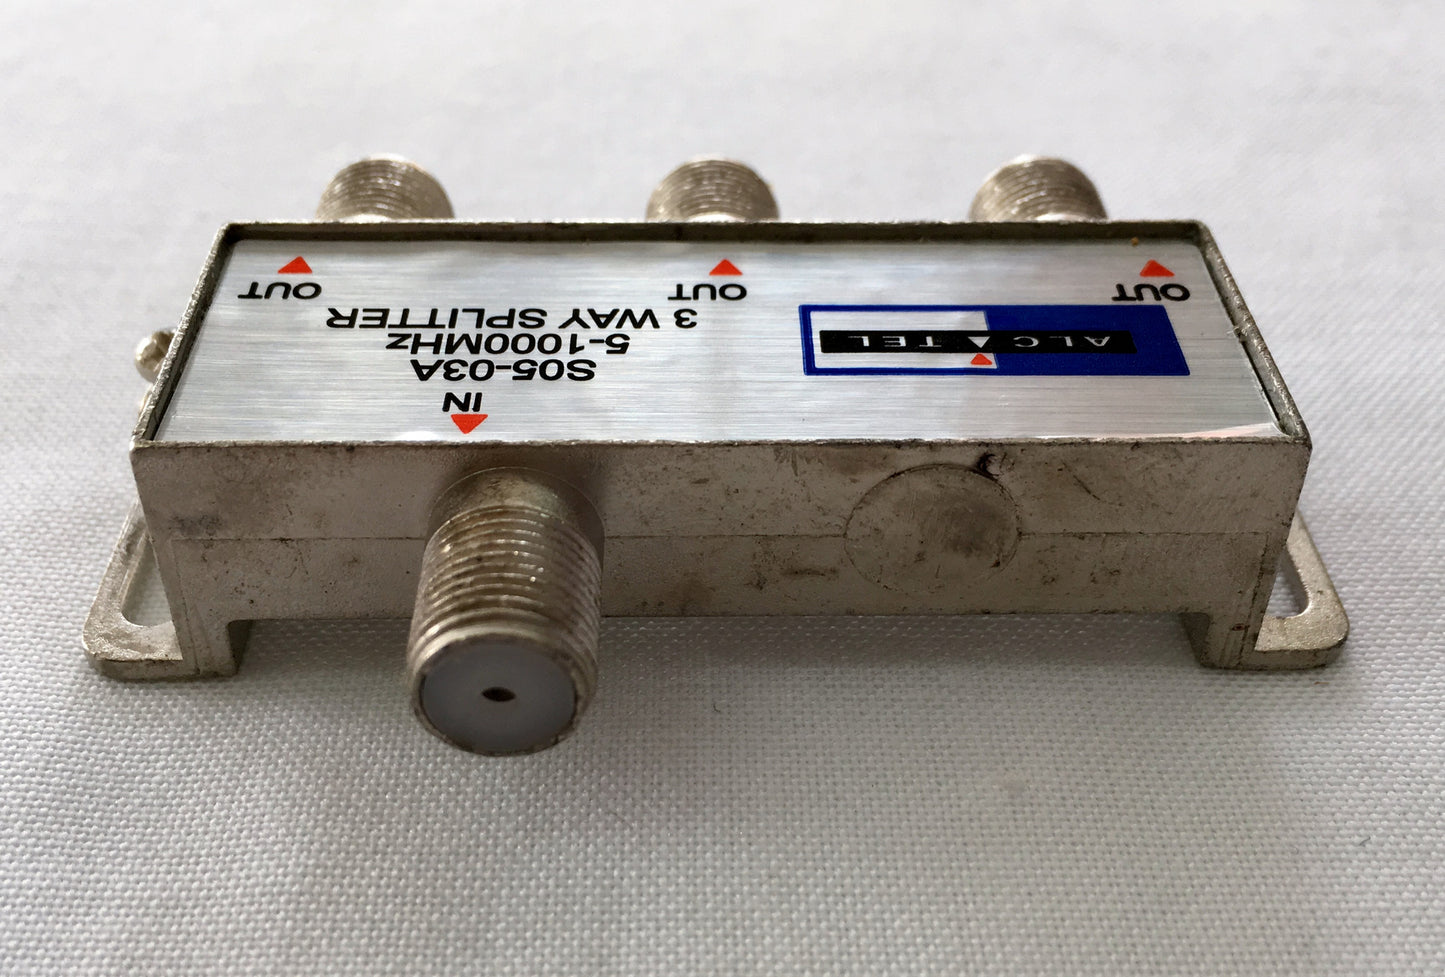 IN
S05-03A
5-1000MHz
3 WAY SPLITTER
ALCATEL
OUT
OUT
OUT